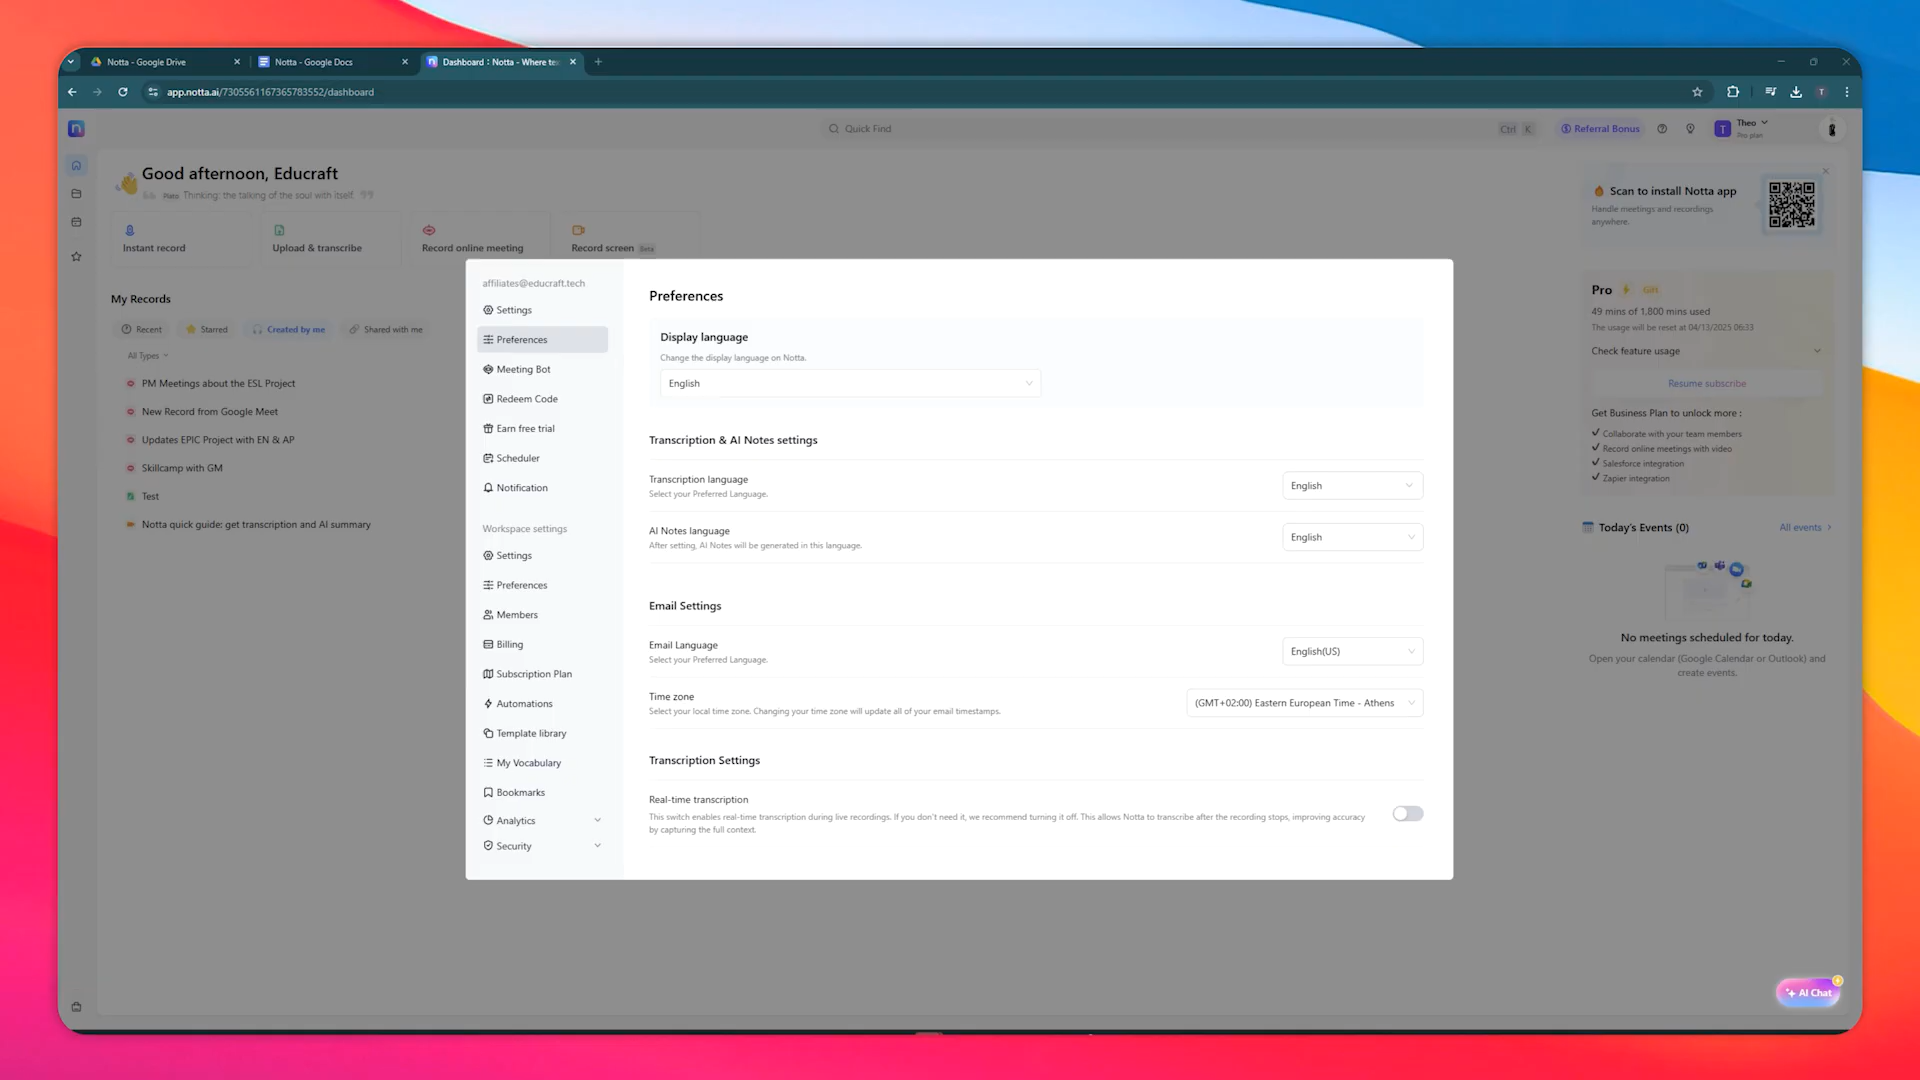 Notta - Google Drive
Notta - Google Docs
Dashboard : Notta - Where te
app.notta.ai/7305561167365783552/dashboard
Quick Find
Ctrl K
Referral Bonus
T
Theo
Pro plan
Good afternoon, Educraft
Plato Thinking: the talking of the soul with itself.
Instant record
Upload & transcribe
Record online meeting
Record screen Beta
My Records
Recent
Starred
Created by me
Shared with me
All Types
PM Meetings about the ESL Project
New Record from Google Meet
Updates EPIC Project with EN & AP
Skillcamp with GM
Test
Notta quick guide: get transcription and AI summary
affiliates@educraft.tech
Settings
Preferences
Meeting Bot
Redeem Code
Earn free trial
Scheduler
Notification
Workspace settings
Settings
Preferences
Members
Billing
Subscription Plan
Automations
Template library
My Vocabulary
Bookmarks
Analytics
Security
Preferences
Display language
Change the display language on Notta.
English
Transcription & AI Notes settings
Transcription language
Select your Preferred Language.
English
AI Notes language
After setting, AI Notes will be generated in this language.
English
Email Settings
Email Language
Select your Preferred Language.
English(US)
Time zone
Select your local time zone. Changing your time zone will update all of your email timestamps.
(GMT+02:00) Eastern European Time - Athens
Transcription Settings
Real-time transcription
This switch enables real-time transcription during live recordings. If you don't need it, we recommend turning it off. This allows Notta to transcribe after the recording stops, improving accuracy
by capturing the full context.
Scan to install Notta app
Handle meetings and recordings
anywhere.
Pro Gift
49 mins of 1,800 mins used
The usage will be reset at 04/13/2025 06:33
Check feature usage
Resume subscribe
Get Business Plan to unlock more :
Collaborate with your team members
Record online meetings with video
Salesforce integration
Zapier integration
Today's Events (0)
All events
No meetings scheduled for today.
Open your calendar (Google Calendar or Outlook) and
create events.
AI Chat